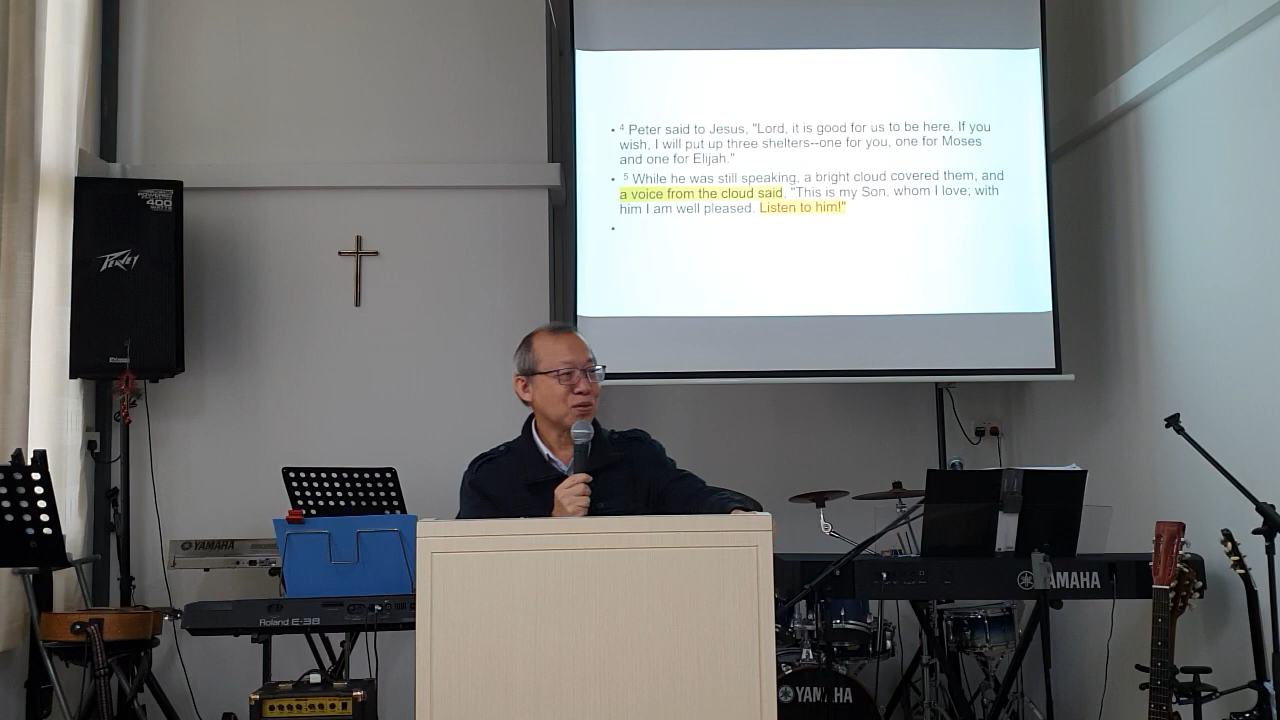 • ⁴ Peter said to Jesus, "Lord, it is good for us to be here. If you
wish, I will put up three shelters--one for you, one for Moses
and one for Elijah."
• ⁵ While he was still speaking, a bright cloud covered them, and
a voice from the cloud said, "This is my Son, whom I love; with
him I am well pleased. Listen to him!"
•
400
PEAVEY
YAMAHA
Roland E-38
YAMAHA
YAMAHA